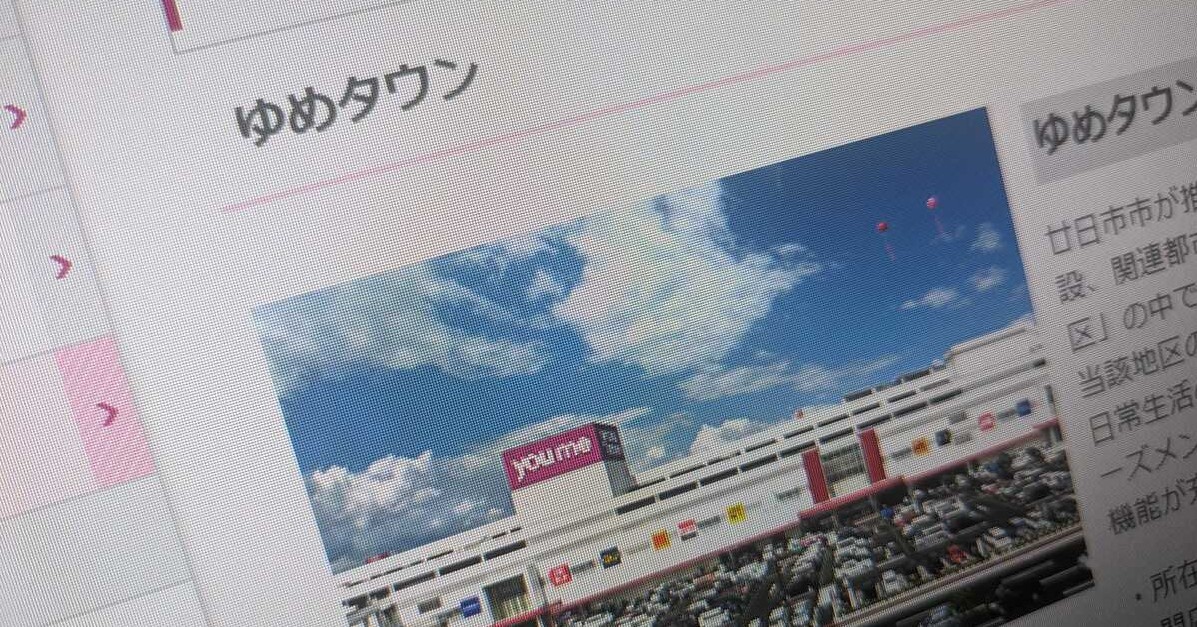 ゆめタウン
ゆめタウン
廿日市市が推
設、関連都市
区」の中で
当該地区の
日常生活の
ーズメン
機能が
・所在
youme